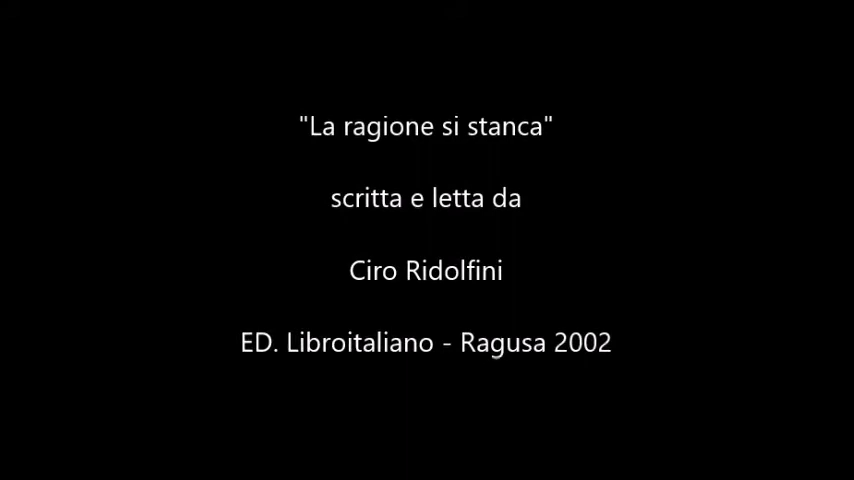 "La ragione si stanca"
scritta e letta da
Ciro Ridolfini
ED. Libroitaliano - Ragusa 2002